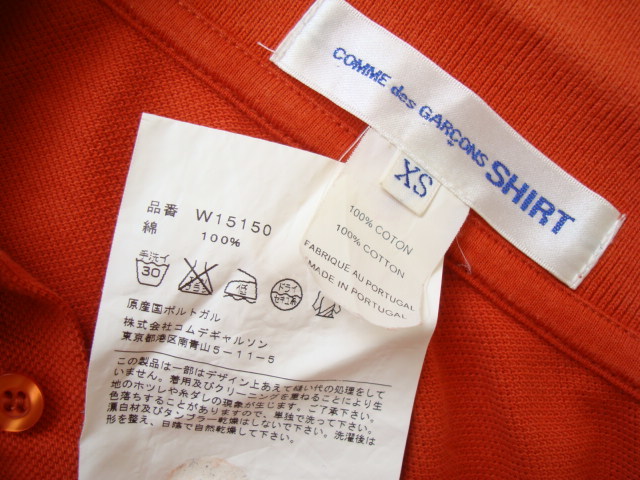 COMME des GARÇONS SHIRT
XS
100% COTON
100% COTTON
FABRIQUE AU PORTUGAL
MADE IN PORTUGAL
品番 W15150
綿 100%
手洗イ
30
低
原産国ポルトガル
株式会社コムデギャルソン
東京都港区南青山5-11-5
この製品は一部はデザイン上あえて縫い代の処理をして
いません。着用及びクリーニングを重ねることにより生
地のホツレや糸ダレの現象が生じます。ご了承下さい。
色落ちすることがありますので、単独で洗って下さい。
漂白材及びタンブラー乾燥はしないで下さい。洗濯後は
形を整え、日陰で自然乾燥して下さい。